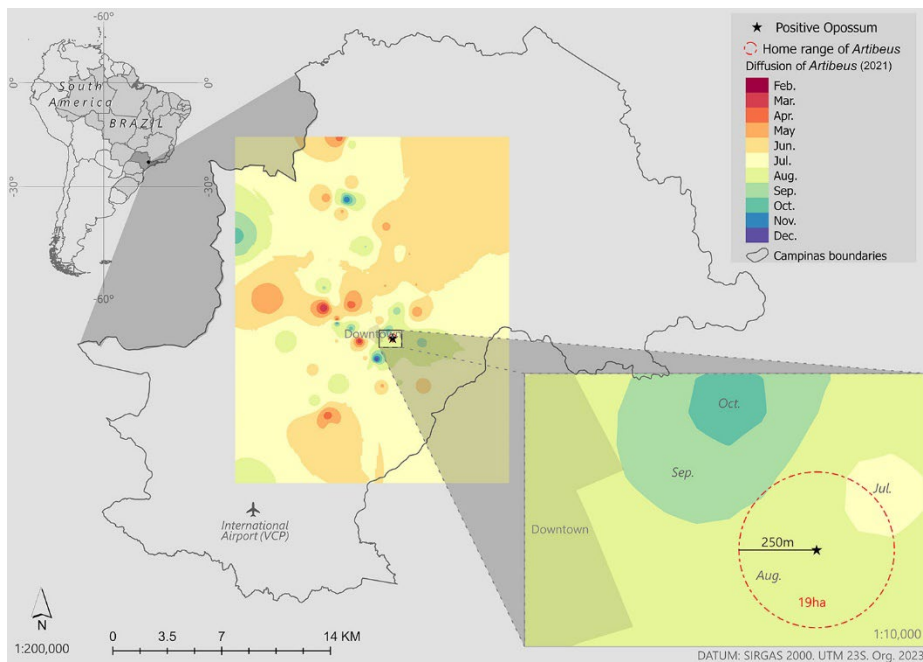 -60°
0°
0°
South
America
BRAZIL
-30°
-30°
-60°
-60°
★ Positive Opossum
Home range of Artibeus
Diffusion of Artibeus (2021)
Feb.
Mar.
Apr.
May
Jun.
Jul.
Aug.
Sep.
Oct.
Nov.
Dec.
Campinas boundaries
Downtown
International
Airport (VCP)
Oct.
Sep.
Jul.
Downtown
250m
Aug.
19ha
1:10,000
N
1:200,000
0 3.5 7 14 KM
DATUM: SIRGAS 2000. UTM 23S. Org. 2023